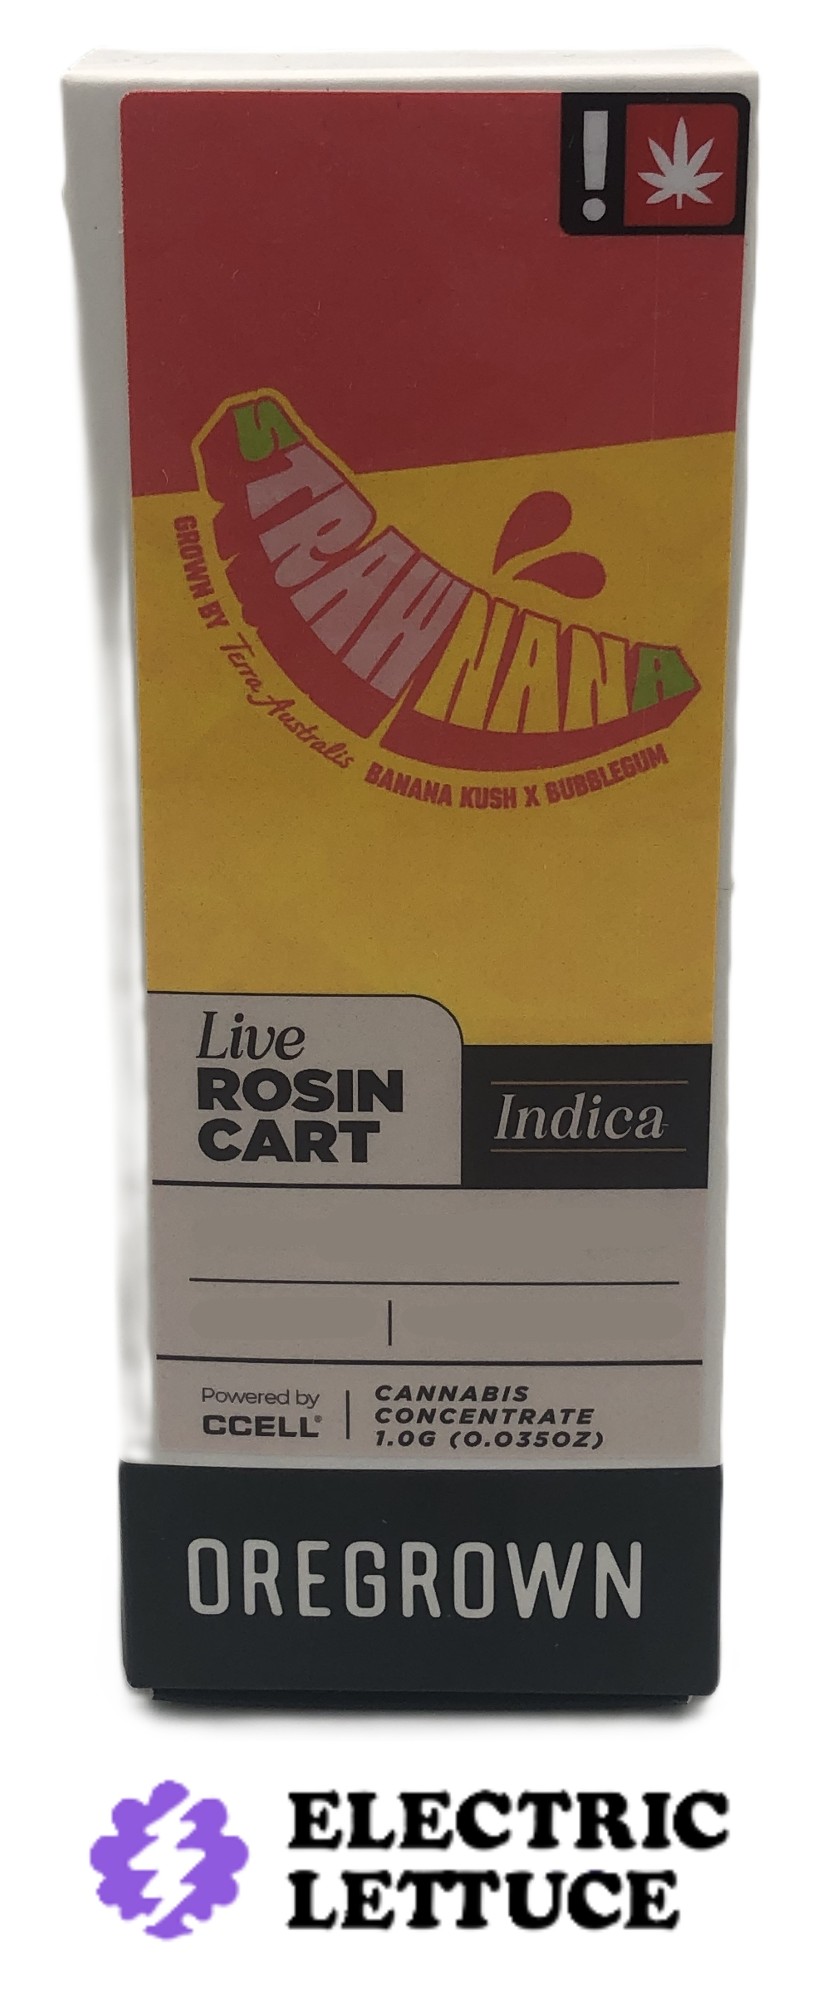 !
STRAWNANA
GROWN BY Terra Australis
BANANA KUSH X BUBBLEGUM
Live
ROSIN
CART
Indica
Powered by
CCELL®
CANNABIS
CONCENTRATE
1.0G (0.035OZ)
OREGROWN
ELECTRIC
LETTUCE